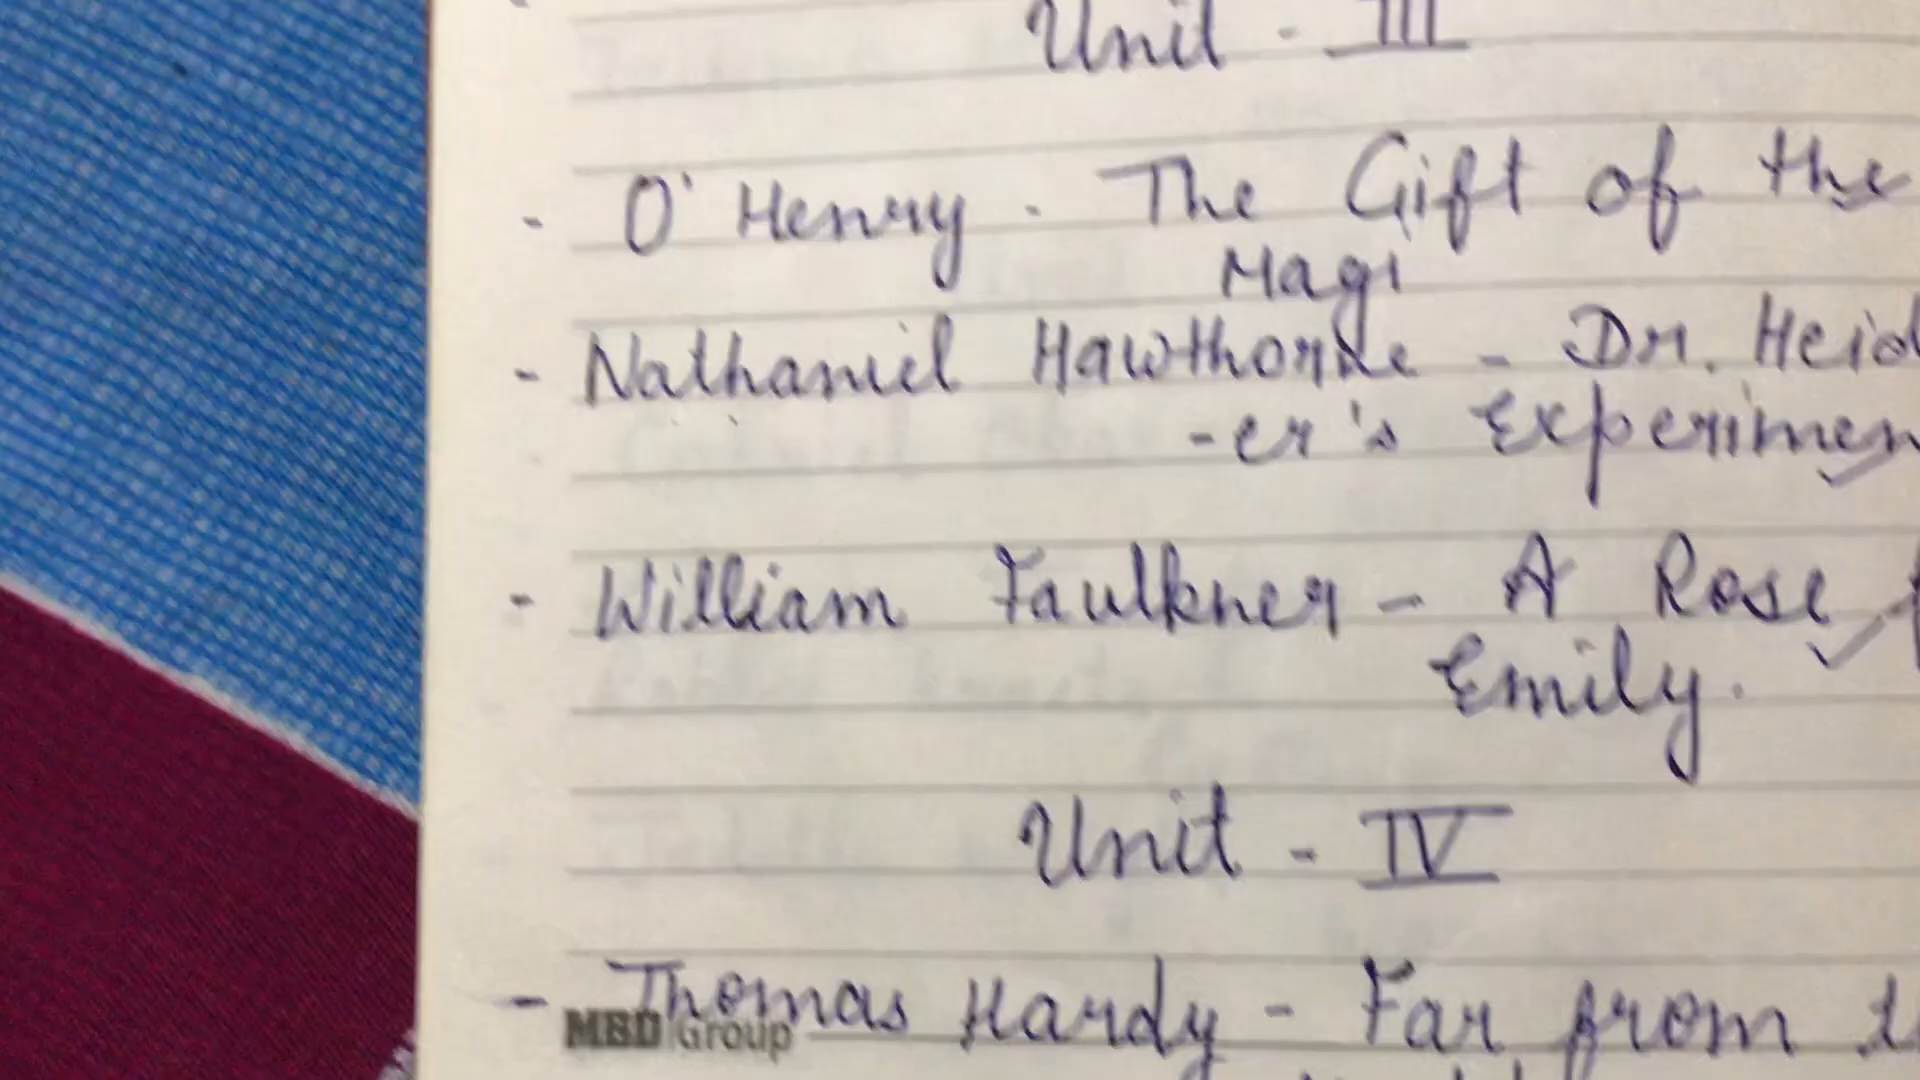 Unit - III
- O' Henry - The Gift of the
Magi
- Nathaniel Hawthorne - Dr. Heid
-er's Experimen
- William Faulkner - A Rose
Emily.
Unit - IV
- Thomas Hardy - Far from
MBD Group